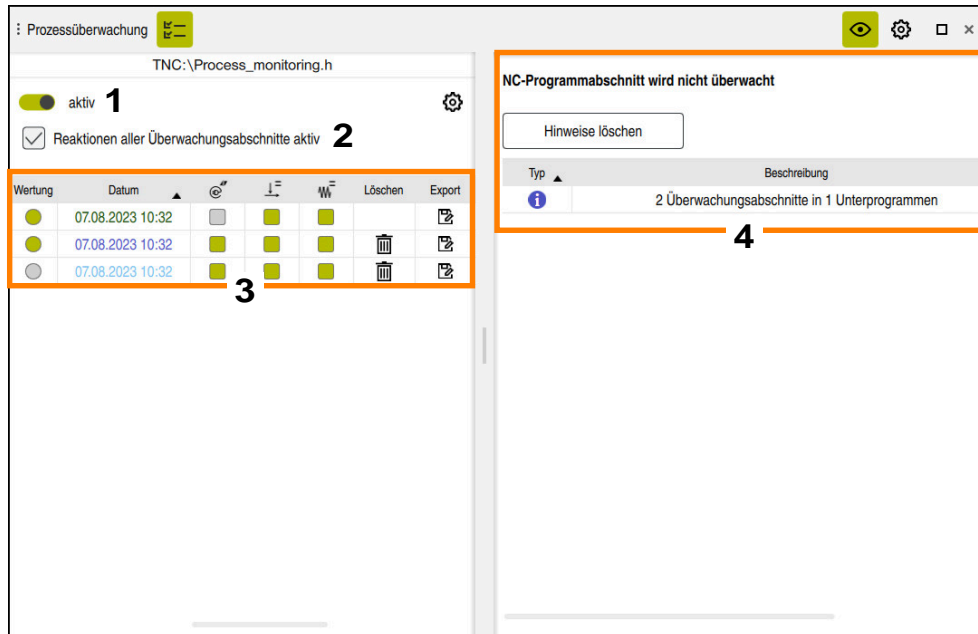 Prozessüberwachung
TNC:\Process_monitoring.h
aktiv 1
Reaktionen aller Überwachungsabschnitte aktiv 2
Wertung Datum Löschen Export
07.08.2023 10:32
07.08.2023 10:32
07.08.2023 10:32
3
NC-Programmabschnitt wird nicht überwacht
Hinweise löschen
Typ Beschreibung
2 Überwachungsabschnitte in 1 Unterprogrammen
4